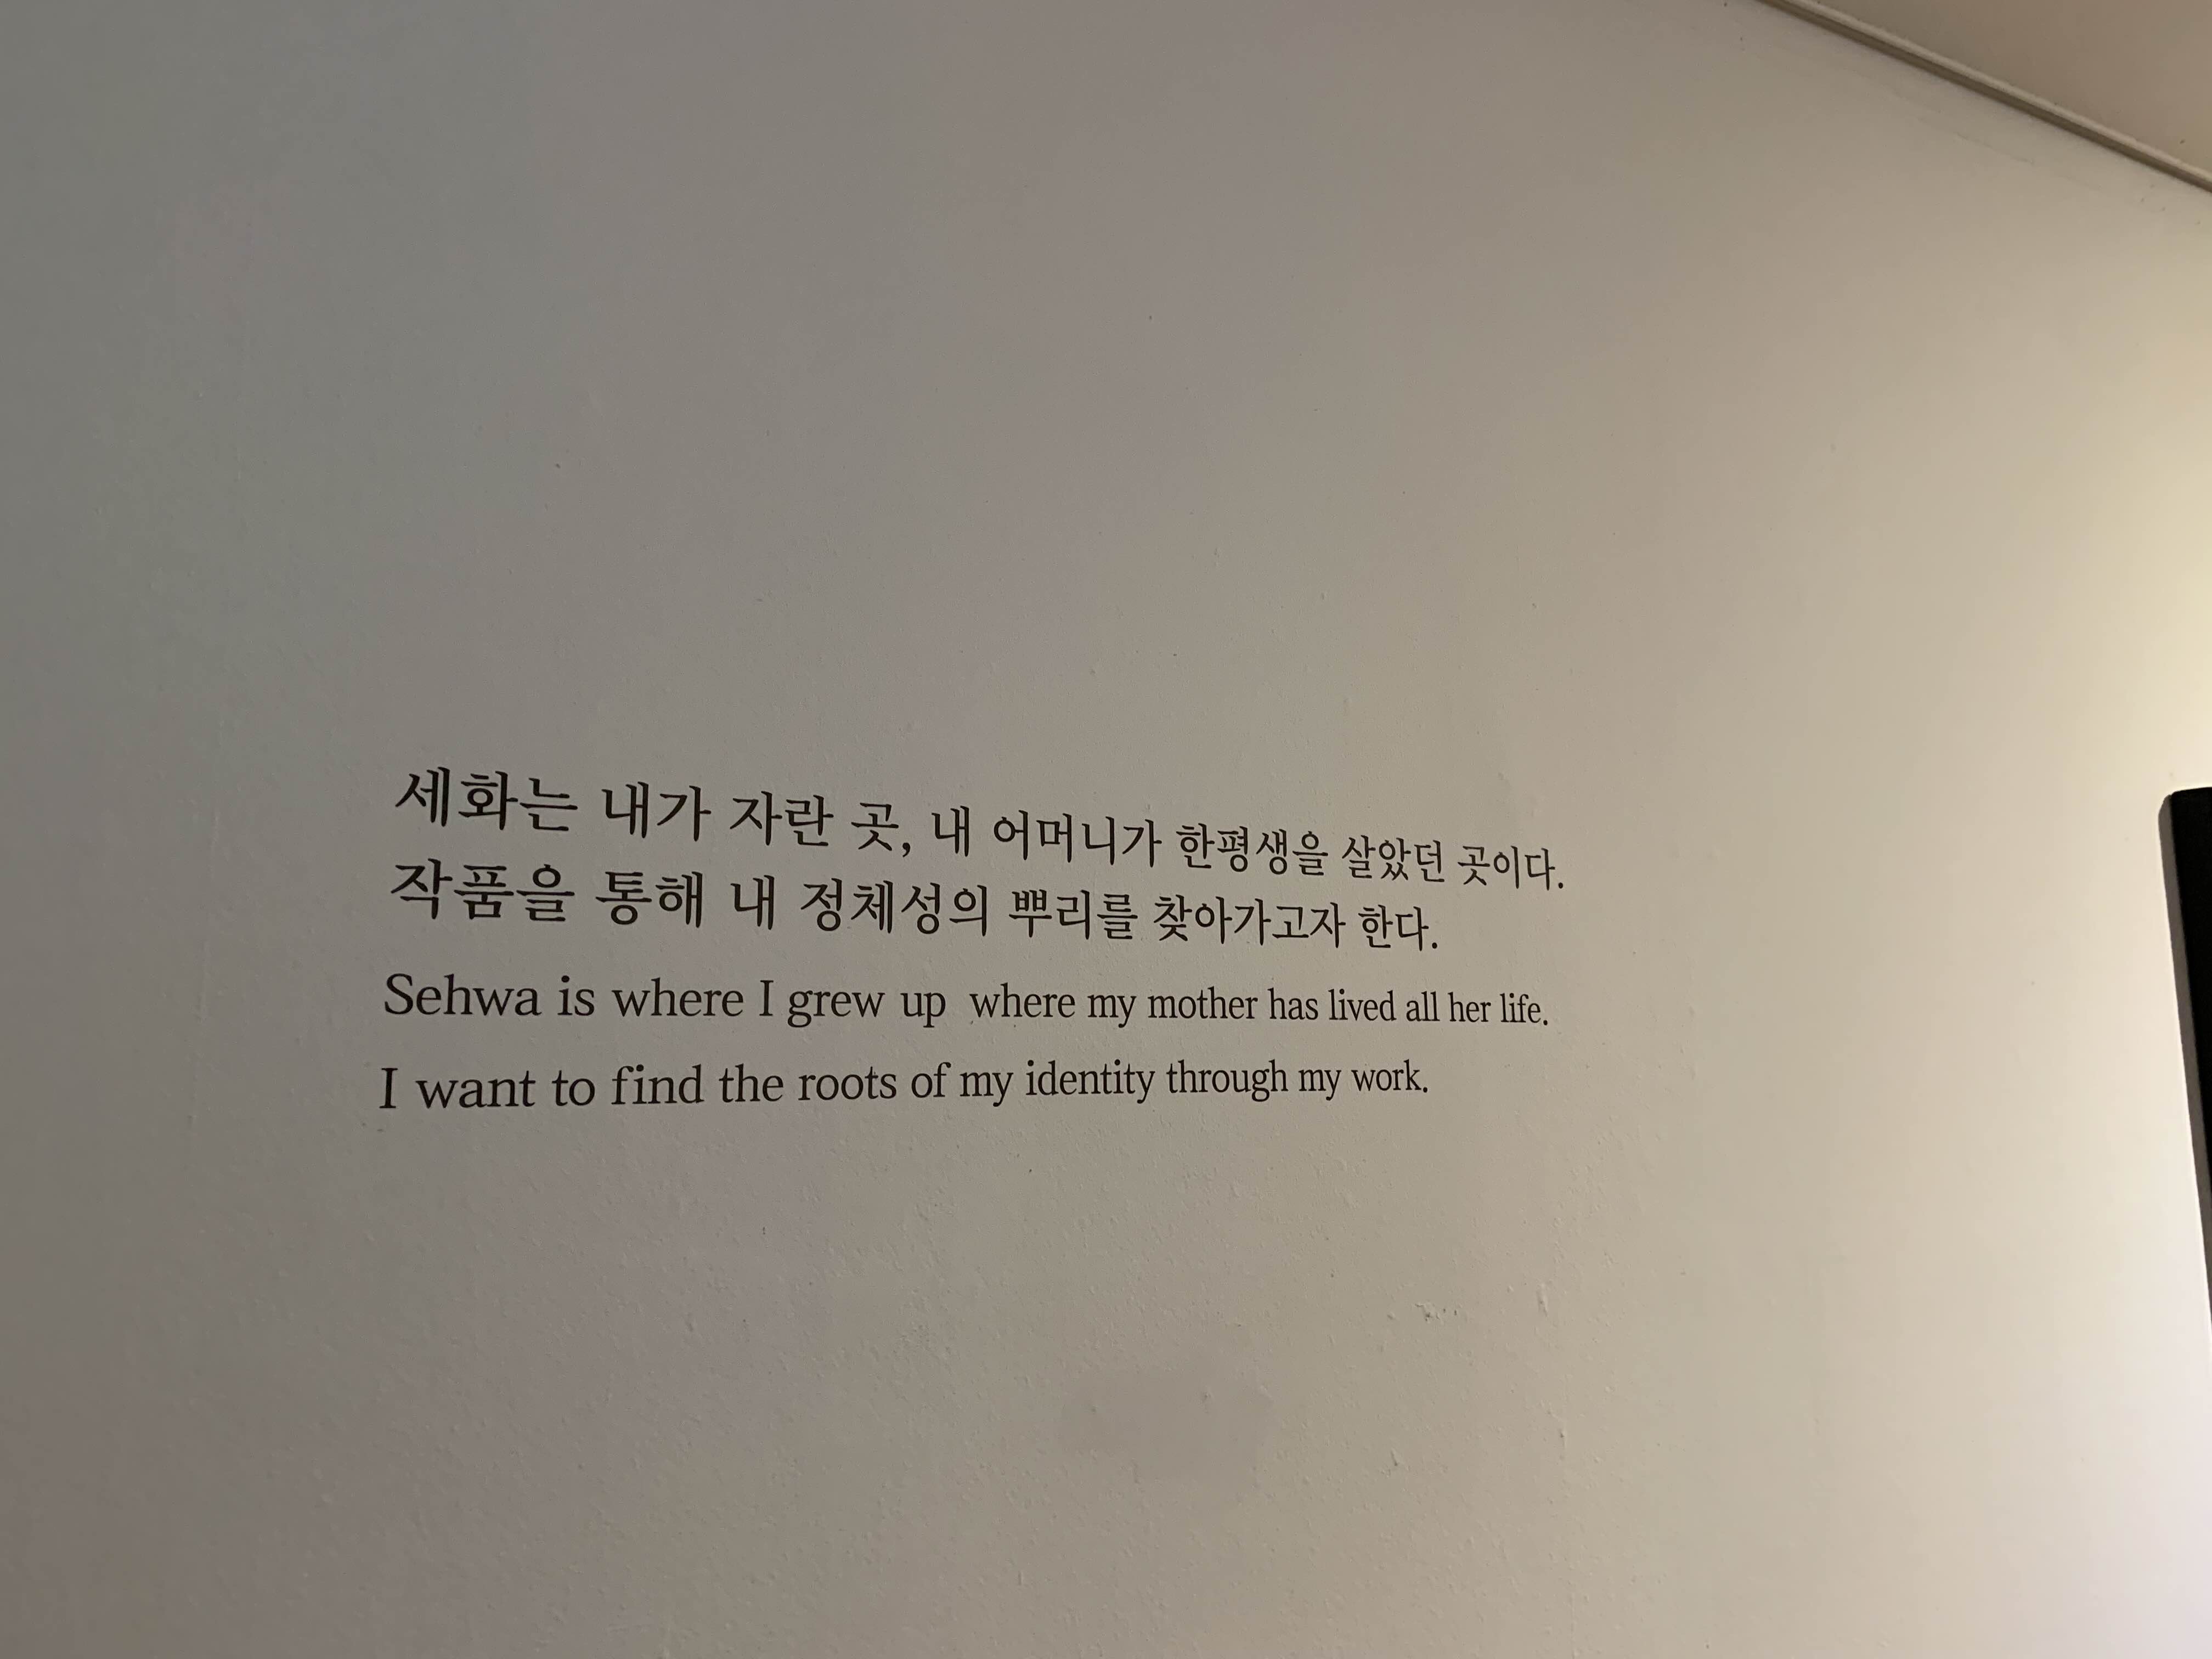 세화는 내가 자란 곳, 내 어머니가 한평생을 살았던 곳이다.
작품을 통해 내 정체성의 뿌리를 찾아가고자 한다.
Sehwa is where I grew up where my mother has lived all her life.
I want to find the roots of my identity through my work.